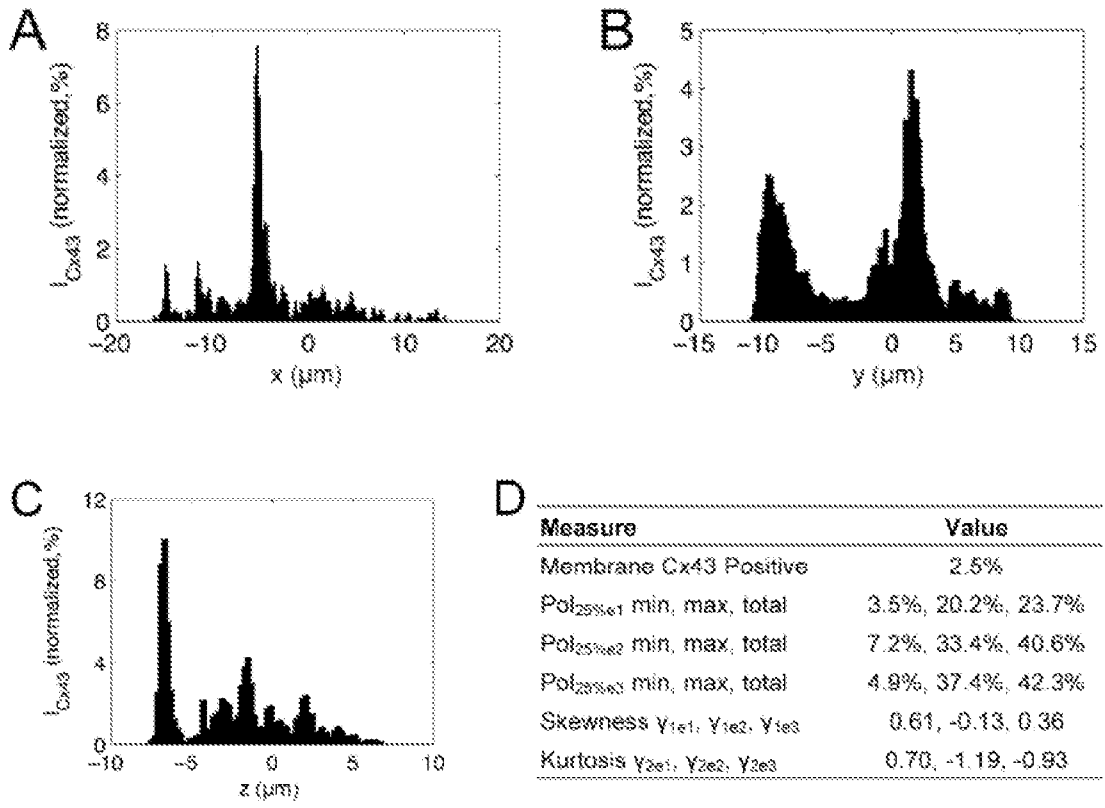 A
I_Cx43 (normalized,%)
8
6
4
2
0
−20 −10 0 10 20
x (μm)
B
I_Cx43 (normalized,%)
5
4
3
2
1
0
−15 −10 −5 0 5 10 15
y (μm)
C
I_Cx43 (normalized,%)
12
8
4
0
−10 −5 0 5 10
z (μm)
D
Measure Value
Membrane Cx43 Positive 2.5%
Pol25%e1 min, max, total 3.5%, 20.2%, 23.7%
Pol25%e2 min, max, total 7.2%, 33.4%, 40.6%
Pol25%e3 min, max, total 4.9%, 37.4%, 42.3%
Skewness γ1e1, γ1e2, γ1e3 0.61, -0.13, 0.36
Kurtosis γ2e1, γ2e2, γ2e3 0.70, -1.19, -0.93